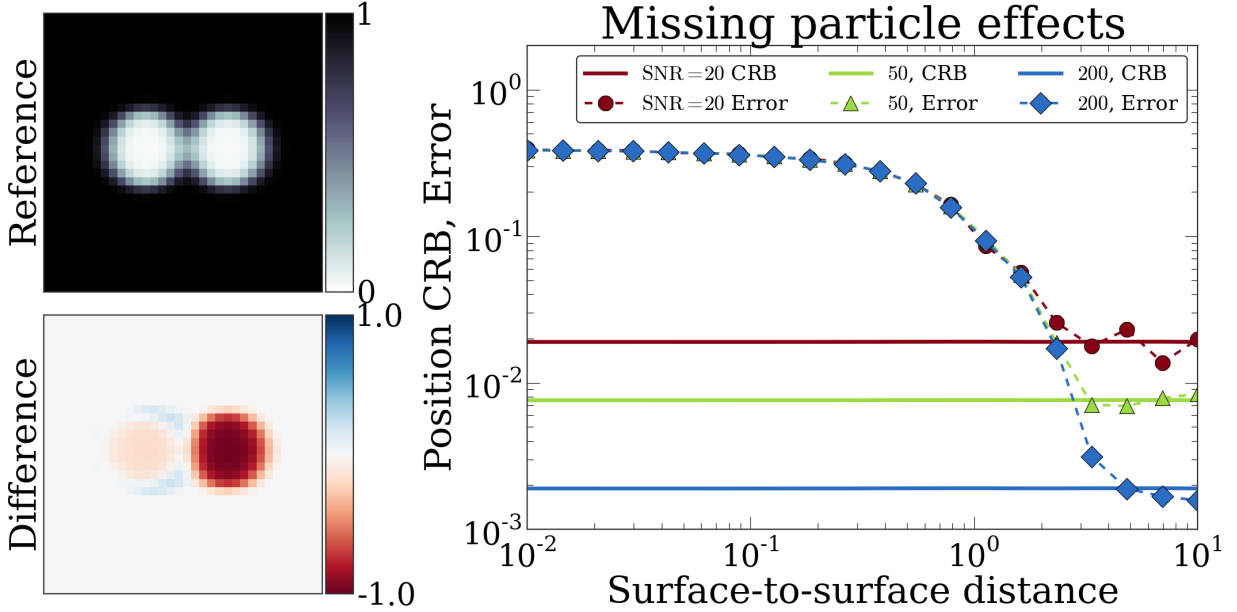 Reference
1
0
Difference
1.0
-1.0
Missing particle effects
SNR = 20 CRB
50, CRB
200, CRB
SNR = 20 Error
50, Error
200, Error
Position CRB, Error
10^0
10^-1
10^-2
10^-3
10^-2
10^-1
10^0
10^1
Surface-to-surface distance